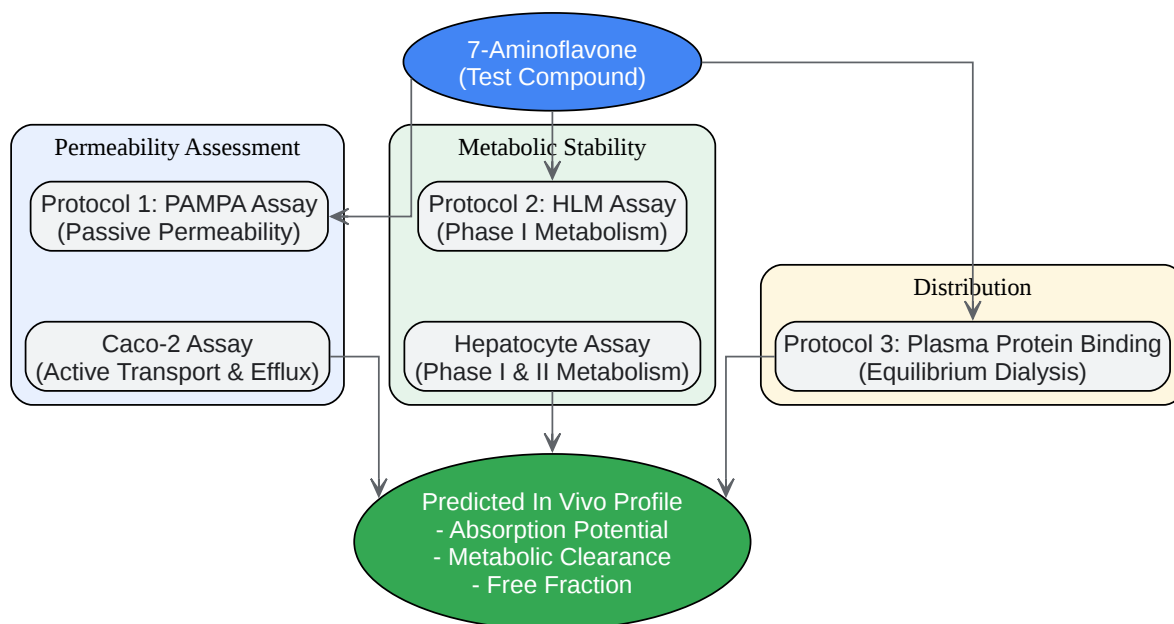 7-Aminoflavone
(Test Compound)
Permeability Assessment
Protocol 1: PAMPA Assay
(Passive Permeability)
Caco-2 Assay
(Active Transport & Efflux)
Metabolic Stability
Protocol 2: HLM Assay
(Phase I Metabolism)
Hepatocyte Assay
(Phase I & II Metabolism)
Distribution
Protocol 3: Plasma Protein Binding
(Equilibrium Dialysis)
Predicted In Vivo Profile
- Absorption Potential
- Metabolic Clearance
- Free Fraction